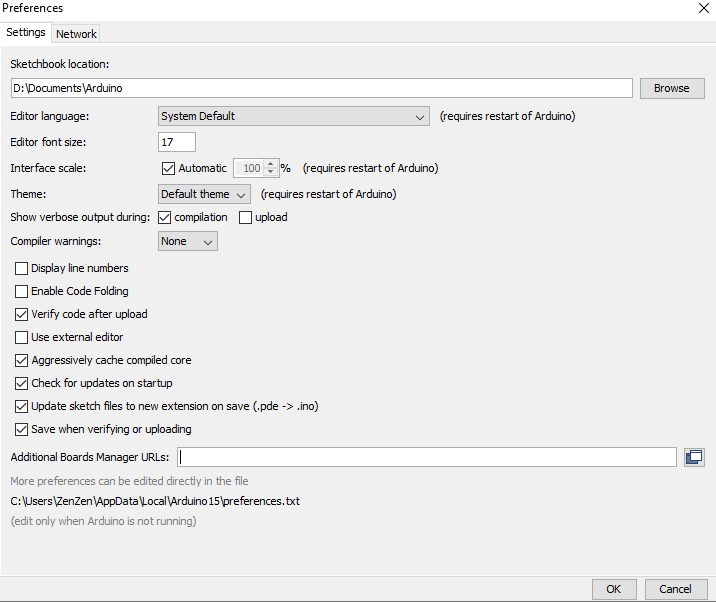 Preferences
Settings Network
Sketchbook location:
D:\Documents\Arduino Browse
Editor language: System Default (requires restart of Arduino)
Editor font size: 17
Interface scale: Automatic 100 % (requires restart of Arduino)
Theme: Default theme (requires restart of Arduino)
Show verbose output during: compilation upload
Compiler warnings: None
Display line numbers
Enable Code Folding
Verify code after upload
Use external editor
Aggressively cache compiled core
Check for updates on startup
Update sketch files to new extension on save (.pde -> .ino)
Save when verifying or uploading
Additional Boards Manager URLs:
More preferences can be edited directly in the file
C:\Users\ZenZen\AppData\Local\Arduino15\preferences.txt
(edit only when Arduino is not running)
OK Cancel